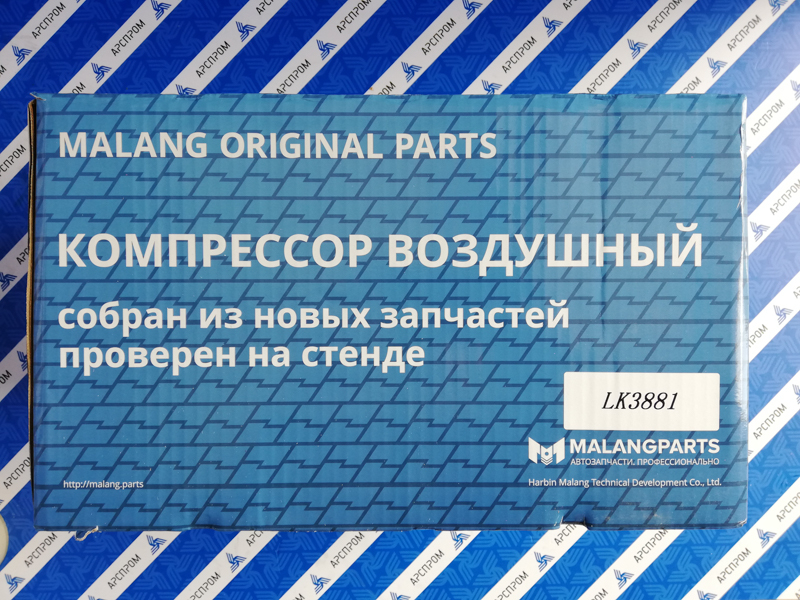 MALANG ORIGINAL PARTS
КОМПРЕССОР ВОЗДУШНЫЙ
собран из новых запчастей
проверен на стенде
LK3881
MALANGPARTS
АВТОЗАПЧАСТИ. ПРОФЕССИОНАЛЬНО
http://malang.parts
Harbin Malang Technical Development Co., Ltd.
АРСПРОМ